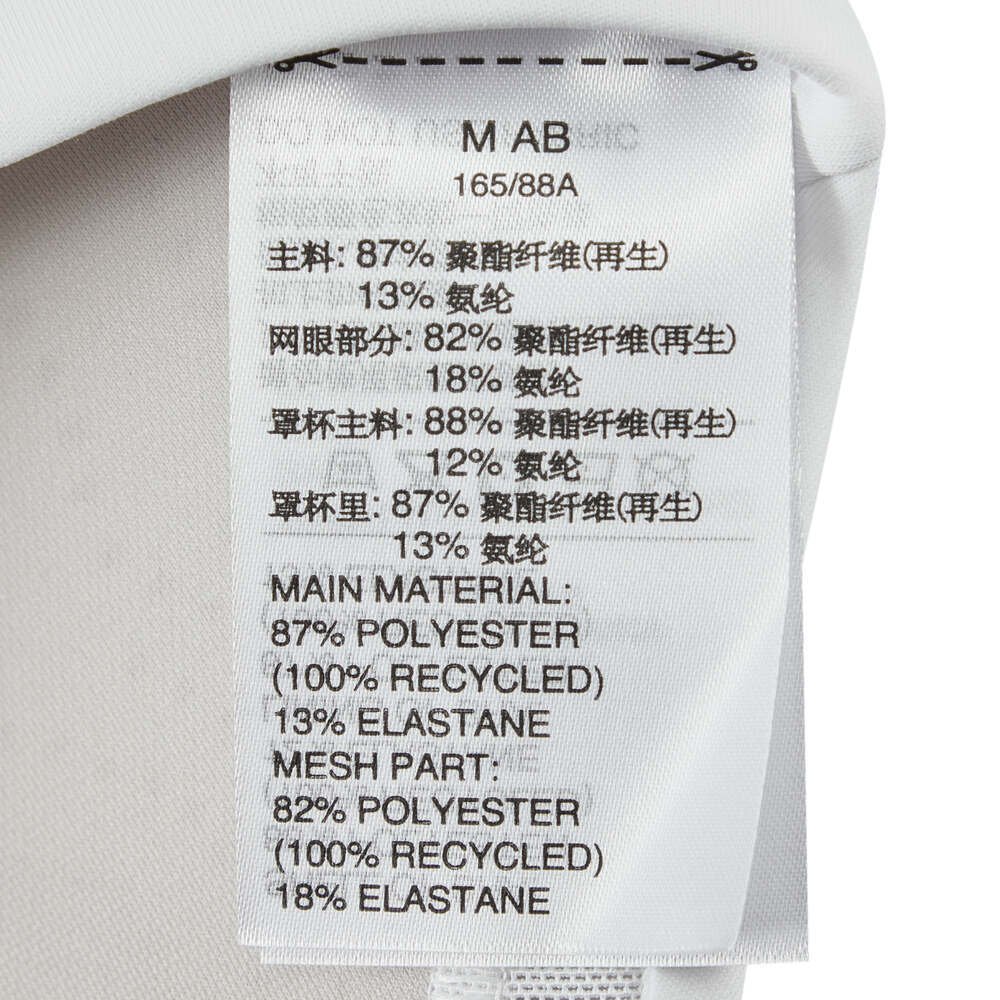 M AB
165/88A
主料: 87% 聚酯纤维(再生)
13% 氨纶
网眼部分: 82% 聚酯纤维(再生)
18% 氨纶
罩杯主料: 88% 聚酯纤维(再生)
12% 氨纶
罩杯里: 87% 聚酯纤维(再生)
13% 氨纶
MAIN MATERIAL:
87% POLYESTER
(100% RECYCLED)
13% ELASTANE
MESH PART:
82% POLYESTER
(100% RECYCLED)
18% ELASTANE